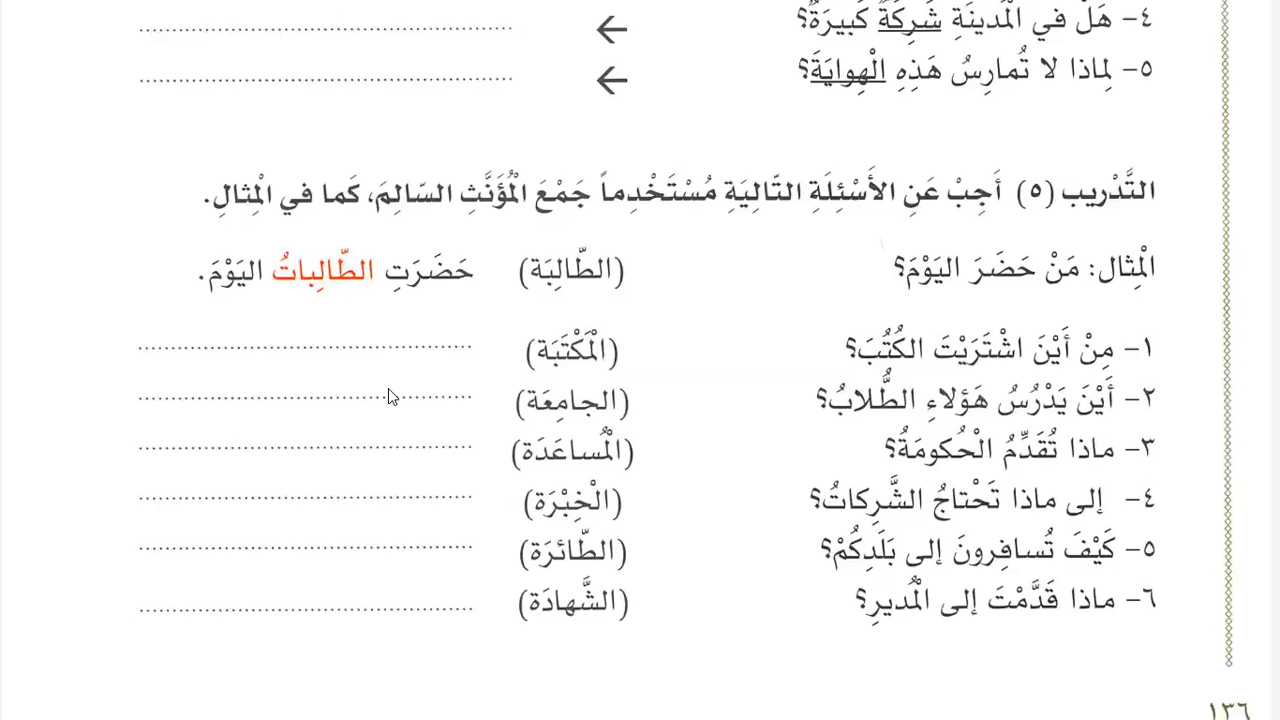 ٤- هَلْ في الْمَدينَةِ شَرِكَةٌ كَبيرَةٌ؟ ← ........................................
٥- لِماذا لا تُمارِسُ هَذِهِ الْهِوايَةَ؟ ← ........................................
التَّدْريب (٥) أَجِبْ عَنِ الأَسْئِلَةِ التّالِيَةِ مُسْتَخْدِماً جَمْعَ الْمُؤَنَّثِ السّالِمَ، كَما في الْمِثالِ.
الْمِثال: مَنْ حَضَرَ اليَوْمَ؟ (الطّالِبَة) حَضَرَتِ الطّالِباتُ اليَوْمَ.
١- مِنْ أَيْنَ اشْتَرَيْتَ الكُتُبَ؟ (الْمَكْتَبَة) ........................................
٢- أَيْنَ يَدْرُسُ هَؤلاءِ الطُّلابُ؟ (الجامِعَة) ........................................
٣- ماذا تُقَدِّمُ الْحُكومَةُ؟ (الْمُساعَدَة) ........................................
٤- إلى ماذا تَحْتاجُ الشَّرِكاتُ؟ (الْخِبْرَة) ........................................
٥- كَيْفَ تُسافِرونَ إلى بَلَدِكُمْ؟ (الطّائرَة) ........................................
٦- ماذا قَدَّمْتَ إلى الْمُديرِ؟ (الشَّهادَة) ........................................
١٣٦